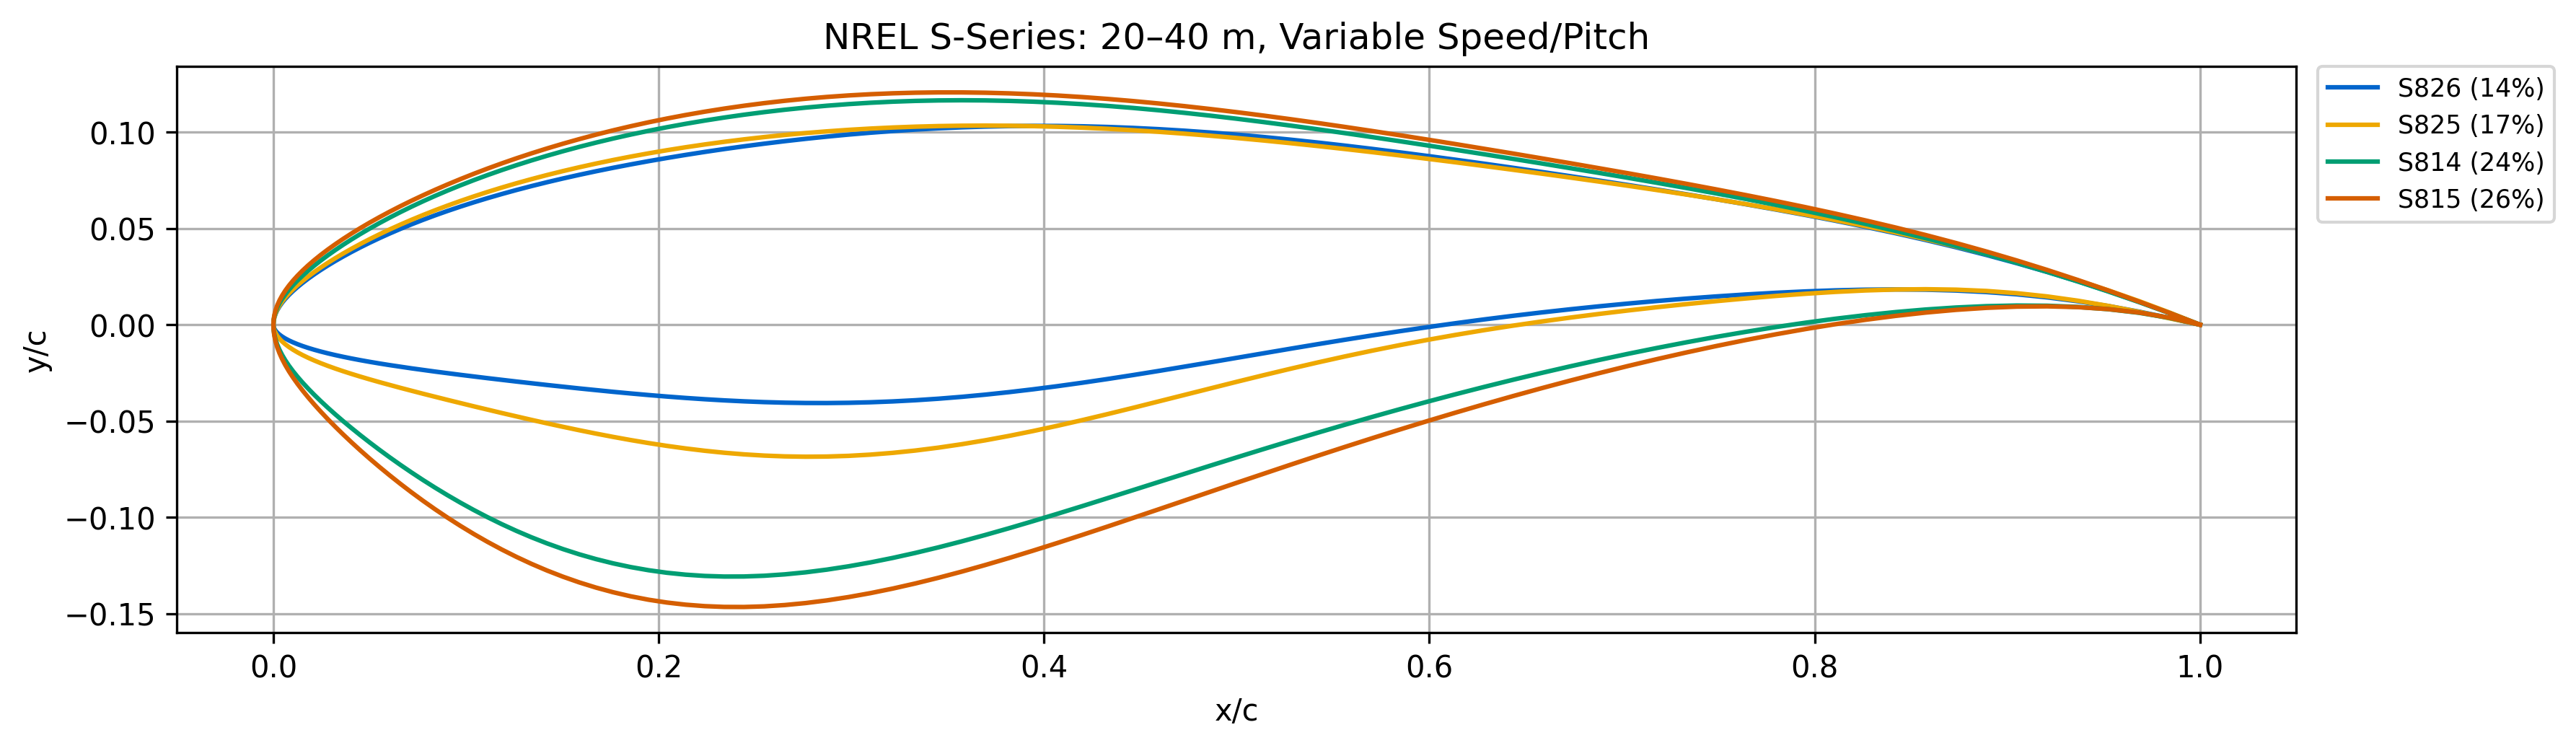 NREL S-Series: 20–40 m, Variable Speed/Pitch
S826 (14%)
S825 (17%)
S814 (24%)
S815 (26%)
y/c
0.10
0.05
0.00
−0.05
−0.10
−0.15
0.0 0.2 0.4 0.6 0.8 1.0
x/c